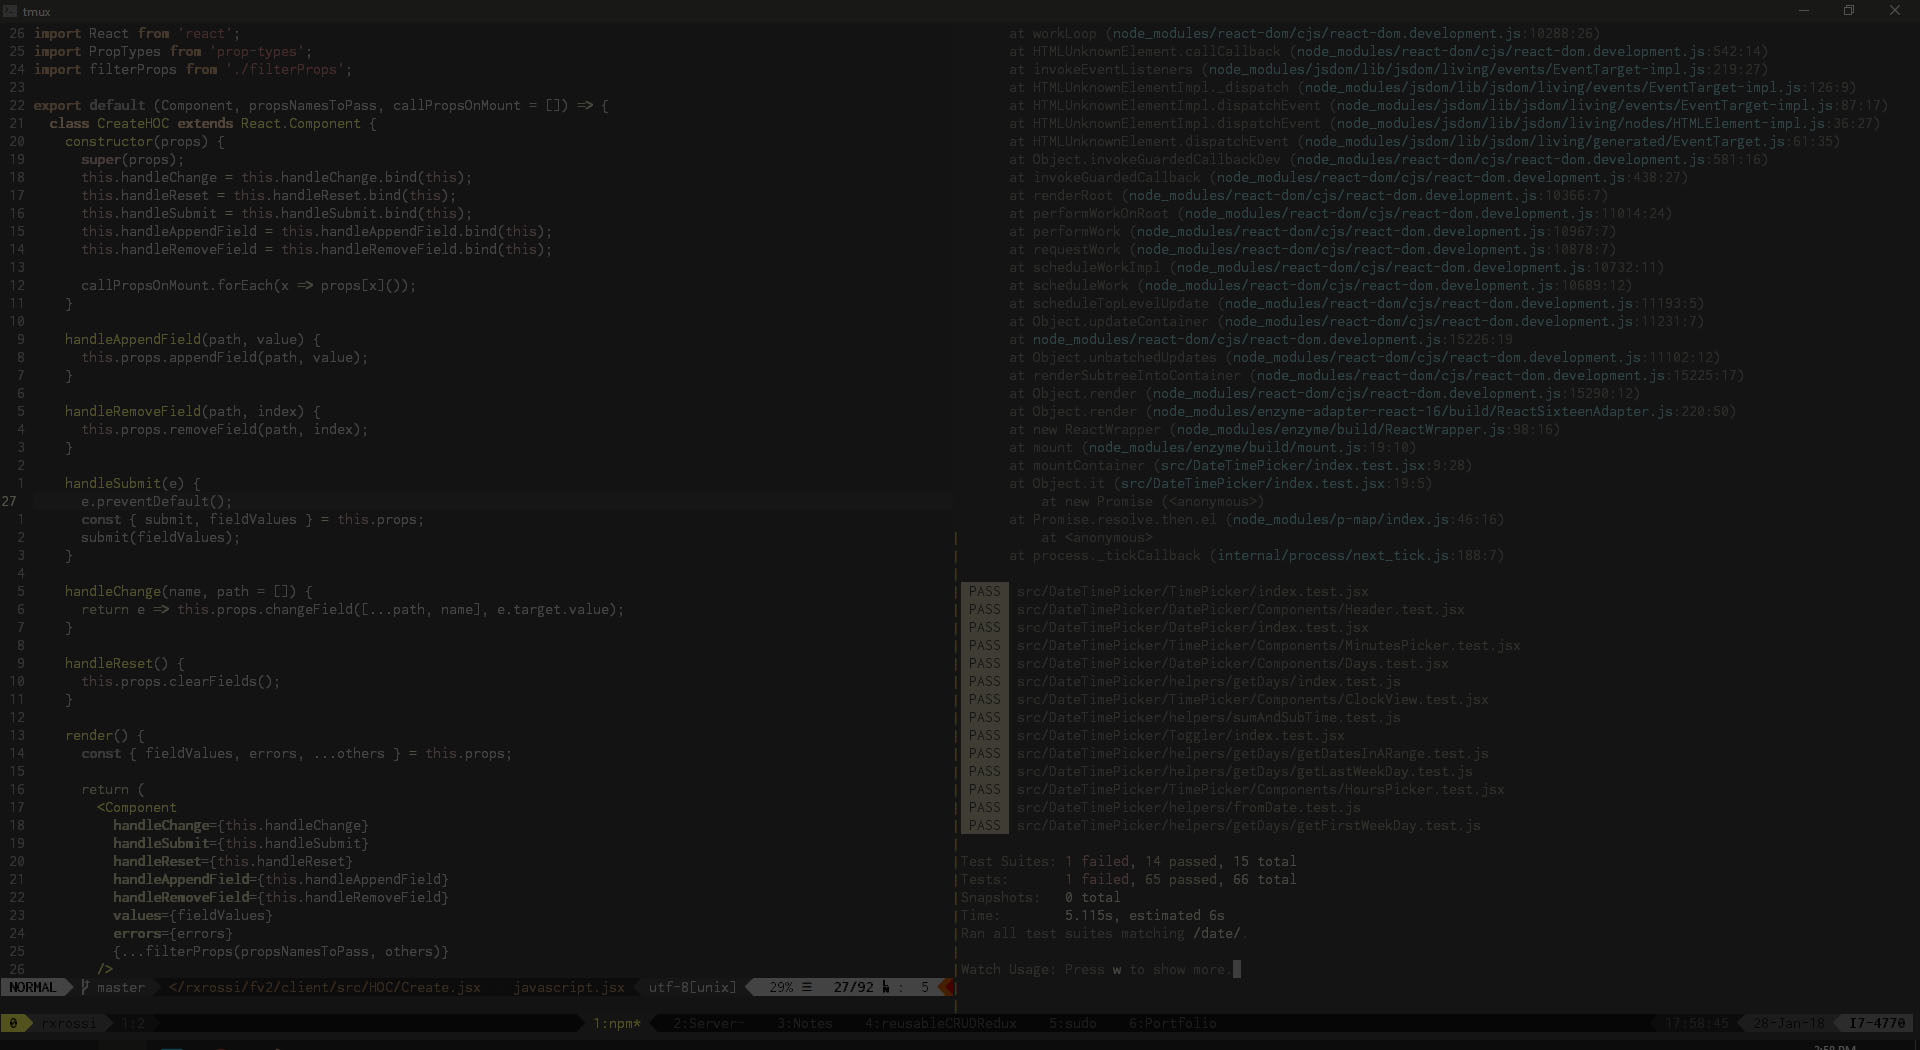 tmux
26 import React from 'react';
25 import PropTypes from 'prop-types';
24 import filterProps from './filterProps';
23
22 export default (Component, propsNamesToPass, callPropsOnMount = []) => {
21 class CreateHOC extends React.Component {
20 constructor(props) {
19 super(props);
18 this.handleChange = this.handleChange.bind(this);
17 this.handleReset = this.handleReset.bind(this);
16 this.handleSubmit = this.handleSubmit.bind(this);
15 this.handleAppendField = this.handleAppendField.bind(this);
14 this.handleRemoveField = this.handleRemoveField.bind(this);
13
12 callPropsOnMount.forEach(x => props[x]());
11 }
10
9 handleAppendField(path, value) {
8 this.props.appendField(path, value);
7 }
6
5 handleRemoveField(path, index) {
4 this.props.removeField(path, index);
3 }
2
1 handleSubmit(e) {
27 e.preventDefault();
1 const { submit, fieldValues } = this.props;
2 submit(fieldValues);
3 }
4
5 handleChange(name, path = []) {
6 return e => this.props.changeField([...path, name], e.target.value);
7 }
8
9 handleReset() {
10 this.props.clearFields();
11 }
12
13 render() {
14 const { fieldValues, errors, ...others } = this.props;
15
16 return (
17 <Component
18 handleChange={this.handleChange}
19 handleSubmit={this.handleSubmit}
20 handleReset={this.handleReset}
21 handleAppendField={this.handleAppendField}
22 handleRemoveField={this.handleRemoveField}
23 values={fieldValues}
24 errors={errors}
25 {...filterProps(propsNamesToPass, others)}
26 />
NORMAL master </rxrossi/fv2/client/src/HOC/Create.jsx javascript.jsx utf-8[unix] 29% ☰ 27/92 : 5
at workLoop (node_modules/react-dom/cjs/react-dom.development.js:10288:26)
at HTMLUnknownElement.callCallback (node_modules/react-dom/cjs/react-dom.development.js:542:14)
at invokeEventListeners (node_modules/jsdom/lib/jsdom/living/events/EventTarget-impl.js:219:27)
at HTMLUnknownElementImpl._dispatch (node_modules/jsdom/lib/jsdom/living/events/EventTarget-impl.js:126:9)
at HTMLUnknownElementImpl.dispatchEvent (node_modules/jsdom/lib/jsdom/living/events/EventTarget-impl.js:87:17)
at HTMLUnknownElementImpl.dispatchEvent (node_modules/jsdom/lib/jsdom/living/nodes/HTMLElement-impl.js:36:27)
at HTMLUnknownElement.dispatchEvent (node_modules/jsdom/lib/jsdom/living/generated/EventTarget.js:61:35)
at Object.invokeGuardedCallbackDev (node_modules/react-dom/cjs/react-dom.development.js:581:16)
at invokeGuardedCallback (node_modules/react-dom/cjs/react-dom.development.js:438:27)
at renderRoot (node_modules/react-dom/cjs/react-dom.development.js:10366:7)
at performWorkOnRoot (node_modules/react-dom/cjs/react-dom.development.js:11014:24)
at performWork (node_modules/react-dom/cjs/react-dom.development.js:10967:7)
at requestWork (node_modules/react-dom/cjs/react-dom.development.js:10878:7)
at scheduleWorkImpl (node_modules/react-dom/cjs/react-dom.development.js:10732:11)
at scheduleWork (node_modules/react-dom/cjs/react-dom.development.js:10689:12)
at scheduleTopLevelUpdate (node_modules/react-dom/cjs/react-dom.development.js:11193:5)
at Object.updateContainer (node_modules/react-dom/cjs/react-dom.development.js:11231:7)
at node_modules/react-dom/cjs/react-dom.development.js:15226:19
at Object.unbatchedUpdates (node_modules/react-dom/cjs/react-dom.development.js:11102:12)
at renderSubtreeIntoContainer (node_modules/react-dom/cjs/react-dom.development.js:15225:17)
at Object.render (node_modules/react-dom/cjs/react-dom.development.js:15290:12)
at Object.render (node_modules/enzyme-adapter-react-16/build/ReactSixteenAdapter.js:220:50)
at new ReactWrapper (node_modules/enzyme/build/ReactWrapper.js:98:16)
at mount (node_modules/enzyme/build/mount.js:19:10)
at mountContainer (src/DateTimePicker/index.test.jsx:9:28)
at Object.it (src/DateTimePicker/index.test.jsx:19:5)
at new Promise (<anonymous>)
at Promise.resolve.then.el (node_modules/p-map/index.js:46:16)
at <anonymous>
at process._tickCallback (internal/process/next_tick.js:188:7)
PASS src/DateTimePicker/TimePicker/index.test.jsx
PASS src/DateTimePicker/DatePicker/Components/Header.test.jsx
PASS src/DateTimePicker/DatePicker/index.test.jsx
PASS src/DateTimePicker/TimePicker/Components/MinutesPicker.test.jsx
PASS src/DateTimePicker/DatePicker/Components/Days.test.jsx
PASS src/DateTimePicker/helpers/getDays/index.test.js
PASS src/DateTimePicker/TimePicker/Components/ClockView.test.jsx
PASS src/DateTimePicker/helpers/sumAndSubTime.test.js
PASS src/DateTimePicker/Toggler/index.test.jsx
PASS src/DateTimePicker/helpers/getDays/getDatesInARange.test.js
PASS src/DateTimePicker/helpers/getDays/getLastWeekDay.test.js
PASS src/DateTimePicker/TimePicker/Components/HoursPicker.test.jsx
PASS src/DateTimePicker/helpers/fromDate.test.js
PASS src/DateTimePicker/helpers/getDays/getFirstWeekDay.test.js
Test Suites: 1 failed, 14 passed, 15 total
Tests: 1 failed, 65 passed, 66 total
Snapshots: 0 total
Time: 5.115s, estimated 6s
Ran all test suites matching /date/.
Watch Usage: Press w to show more.
0 rxrossi 1:2 1:npm* 2:Server- 3:Notes 4:reusableCRUDRedux 5:sudo 6:Portfolio 17:58:45 28-Jan-18 I7-4770